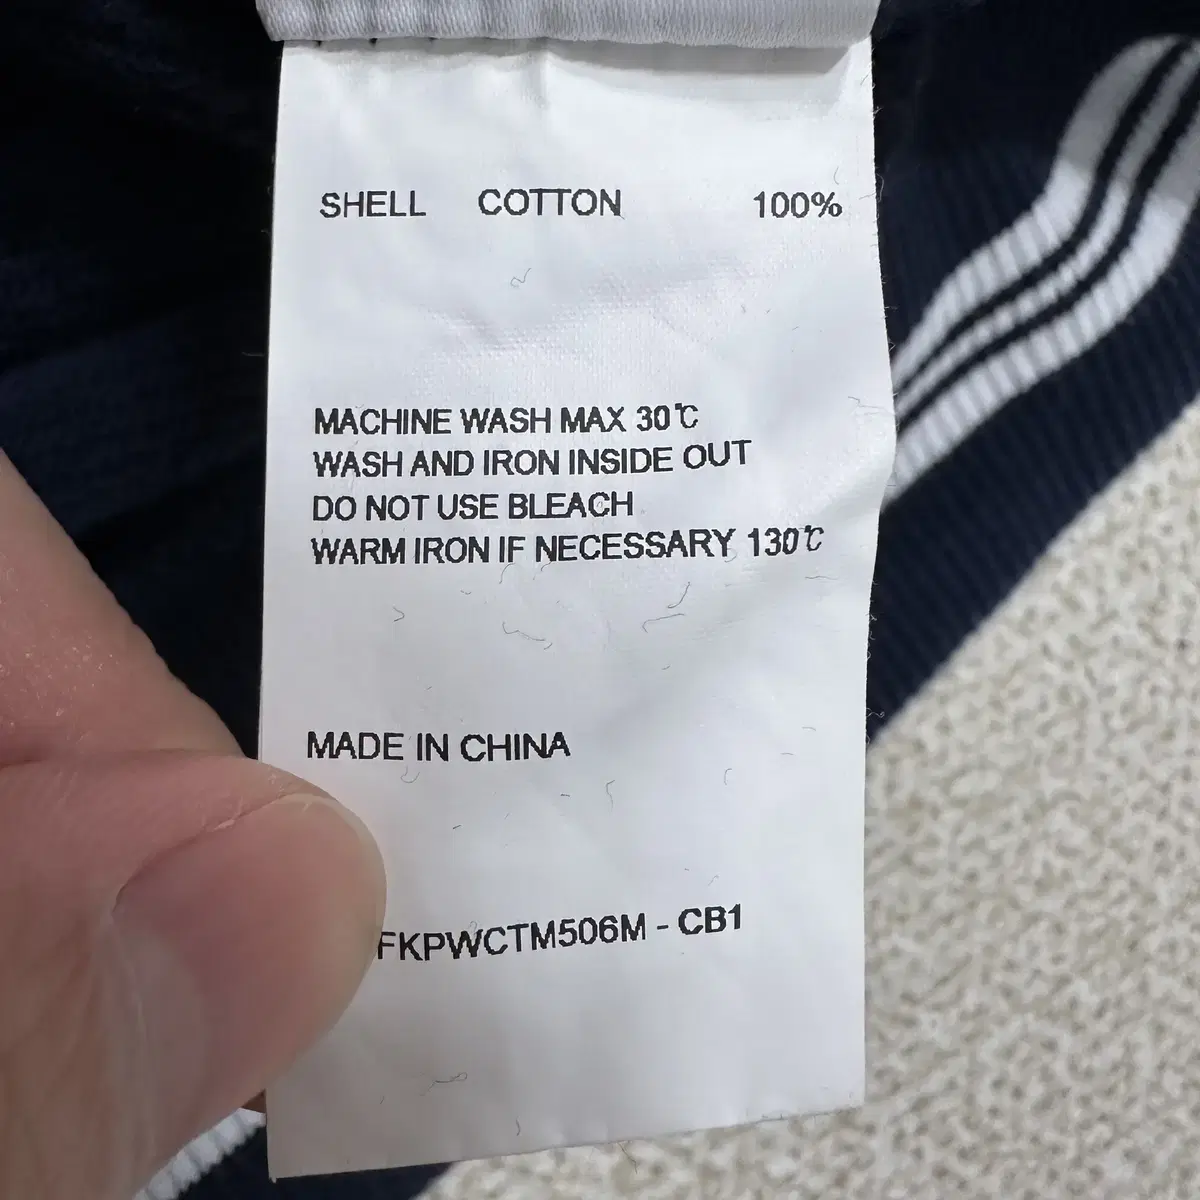 SHELL COTTON 100%
MACHINE WASH MAX 30℃
WASH AND IRON INSIDE OUT
DO NOT USE BLEACH
WARM IRON IF NECESSARY 130℃
MADE IN CHINA
FKPWCTM506M - CB1